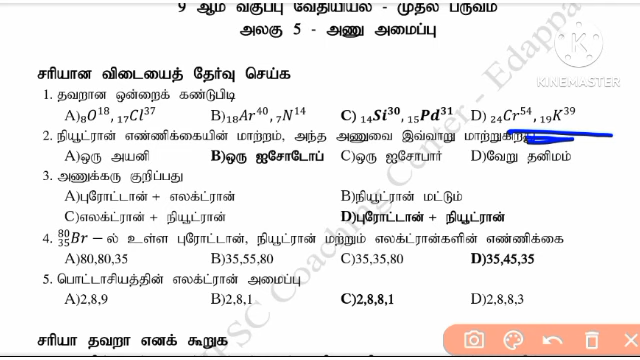 9 ஆம் வகுப்பு வேதியியல் - முதல் பருவம்
அலகு 5 - அணு அமைப்பு
சரியான விடையைத் தேர்வு செய்க
1. தவறான ஒன்றைக் கண்டுபிடி
A)₈O¹⁸, ₁₇Cl³⁷ B)₁₈Ar⁴⁰, ₇N¹⁴ C) ₁₄Si³⁰, ₁₅Pd³¹ D) ₂₄Cr⁵⁴, ₁₉K³⁹
2. நியூட்ரான் எண்ணிக்கையின் மாற்றம், அந்த அணுவை இவ்வாறு மாற்றுகிறது
A)ஒரு அயனி B)ஒரு ஐசோடோப் C)ஒரு ஐசோபார் D)வேறு தனிமம்
3. அணுக்கரு குறிப்பது
A)புரோட்டான் + எலக்ட்ரான் B)நியூட்ரான் மட்டும்
C)எலக்ட்ரான் + நியூட்ரான் D)புரோட்டான் + நியூட்ரான்
4. ⁸⁰₃₅Br – ல் உள்ள புரோட்டான், நியூட்ரான் மற்றும் எலக்ட்ரான்களின் எண்ணிக்கை
A)80,80,35 B)35,55,80 C)35,35,80 D)35,45,35
5. பொட்டாசியத்தின் எலக்ட்ரான் அமைப்பு
A)2,8,9 B)2,8,1 C)2,8,8,1 D)2,8,8,3
சரியா தவறா எனக் கூறுக
SC Coaching Center - Edappa
KINEMASTER